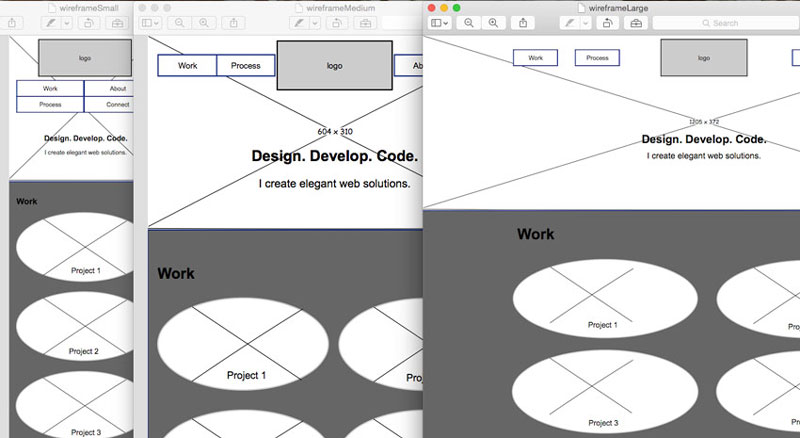 wireframeSmall
logo
Work
About
Process
Connect
Design. Develop. Code.
I create elegant web solutions.
Work
Project 1
Project 2
Project 3
wireframeMedium
Work
Process
logo
Ab
604 x 310
Design. Develop. Code.
I create elegant web solutions.
Work
Project 1
Proj
wireframeLarge
Search
Work
Process
logo
1205 x 372
Design. Develop. Code.
I create elegant web solutions.
Work
Project 1
Project 3